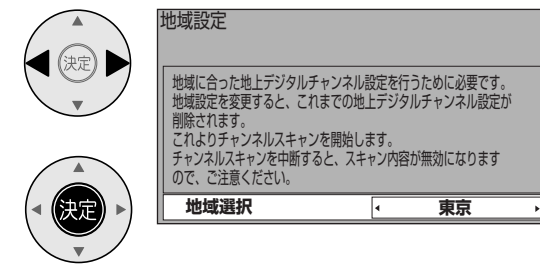 地域設定
決定
地域に合った地上デジタルチャンネル設定を行うために必要です。
地域設定を変更すると、これまでの地上デジタルチャンネル設定が
削除されます。
これよりチャンネルスキャンを開始します。
チャンネルスキャンを中断すると、スキャン内容が無効になります
ので、ご注意ください。
決定
地域選択 東京